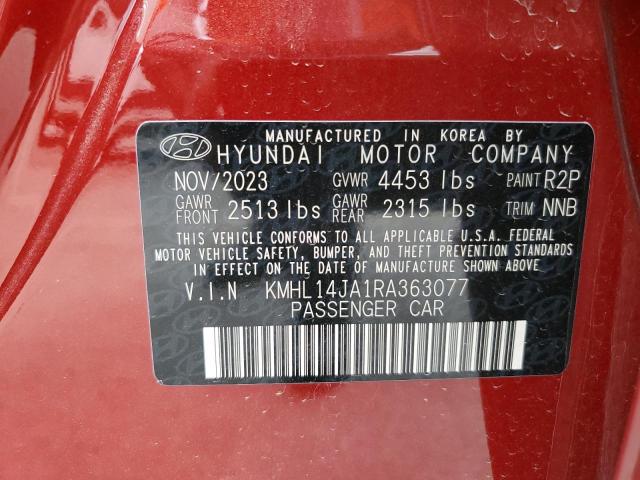 MANUFACTURED IN KOREA BY
HYUNDAI MOTOR COMPANY
NOV/2023 GVWR 4453 lbs PAINT R2P
GAWR FRONT 2513 lbs GAWR REAR 2315 lbs TRIM NNB
THIS VEHICLE CONFORMS TO ALL APPLICABLE U.S.A. FEDERAL
MOTOR VEHICLE SAFETY, BUMPER, AND THEFT PREVENTION STANDARDS
IN EFFECT ON THE DATE OF MANUFACTURE SHOWN ABOVE
V.I.N KMHL14JA1RA363077
PASSENGER CAR